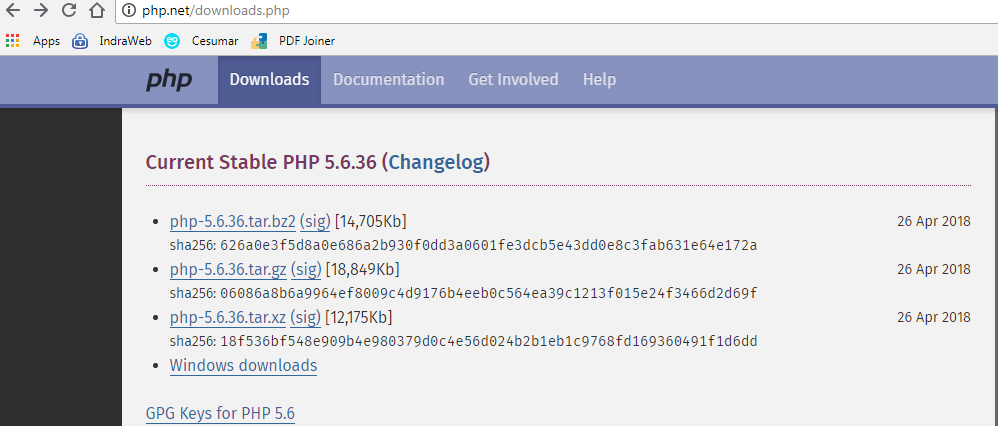 php.net/downloads.php
Apps IndraWeb Cesumar PDF Joiner
php Downloads Documentation Get Involved Help
Current Stable PHP 5.6.36 (Changelog)
php-5.6.36.tar.bz2 (sig) [14,705Kb] 26 Apr 2018
sha256: 626a0e3f5d8a0e686a2b930f0dd3a0601fe3dcb5e43dd0e8c3fab631e64e172a
php-5.6.36.tar.gz (sig) [18,849Kb] 26 Apr 2018
sha256: 06086a8b6a9964ef8009c4d9176b4eeb0c564ea39c1213f015e24f3466d2d69f
php-5.6.36.tar.xz (sig) [12,175Kb] 26 Apr 2018
sha256: 18f536bf548e909b4e980379d0c4e56d024b2b1eb1c9768fd169360491f1d6dd
Windows downloads
GPG Keys for PHP 5.6